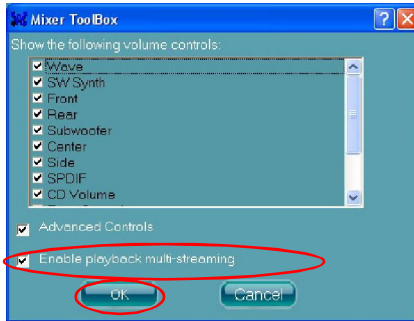 Mixer ToolBox
Show the following volume controls:
Wave
SW Synth
Front
Rear
Subwoofer
Center
Side
SPDIF
CD Volume
Advanced Controls
Enable playback multi-streaming
OK
Cancel